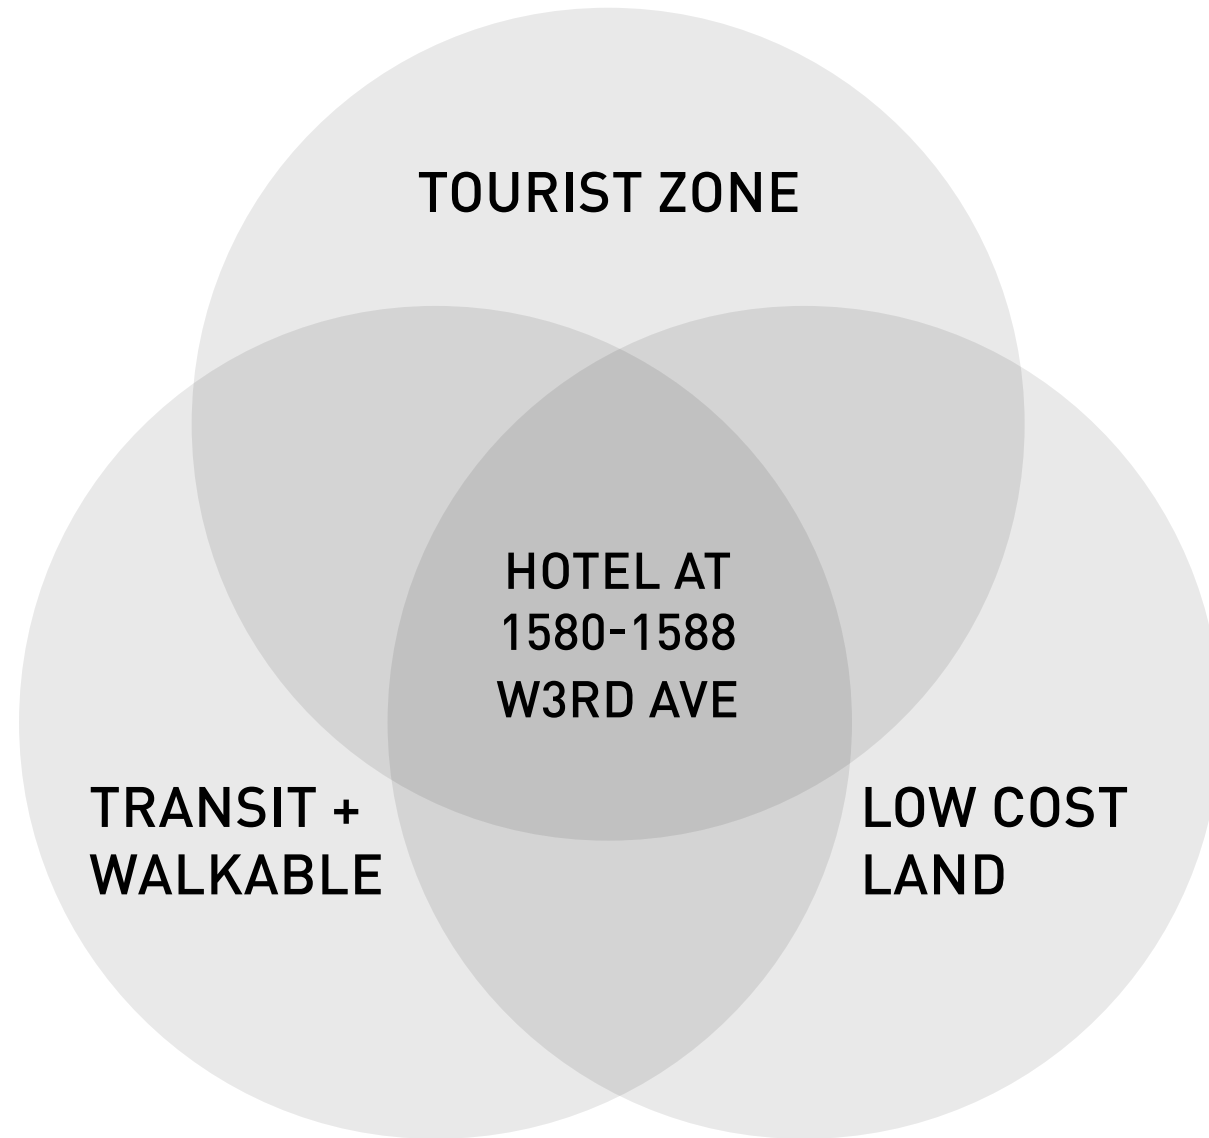 TOURIST ZONE
HOTEL AT
1580-1588
W3RD AVE
TRANSIT +
WALKABLE
LOW COST
LAND